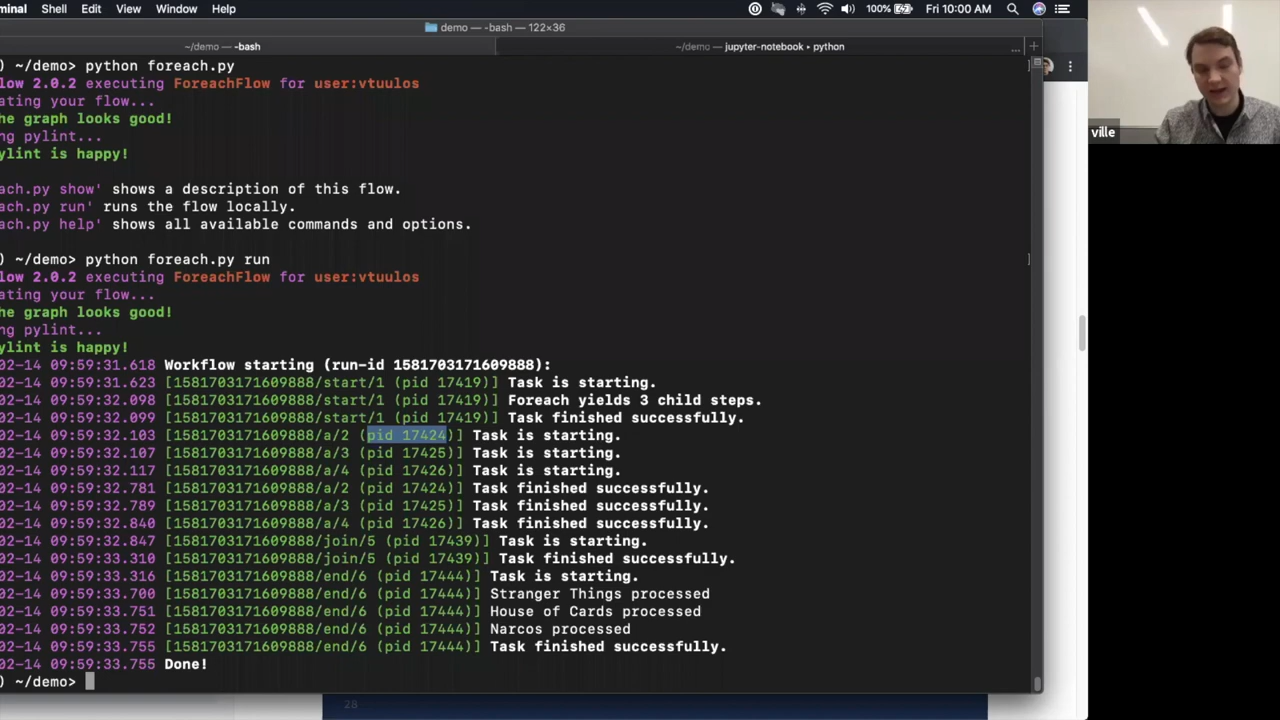 minal Shell Edit View Window Help 100% Fri 10:00 AM
demo — -bash — 122×36
~/demo — -bash ~/demo — jupyter-notebook ▸ python ... +
) ~/demo> python foreach.py
low 2.0.2 executing ForeachFlow for user:vtuulos
ating your flow...
he graph looks good!
ng pylint...
ylint is happy!
ach.py show' shows a description of this flow.
ach.py run' runs the flow locally.
ach.py help' shows all available commands and options.
) ~/demo> python foreach.py run
low 2.0.2 executing ForeachFlow for user:vtuulos
ating your flow...
he graph looks good!
ng pylint...
ylint is happy!
02-14 09:59:31.618 Workflow starting (run-id 1581703171609888):
02-14 09:59:31.623 [1581703171609888/start/1 (pid 17419)] Task is starting.
02-14 09:59:32.098 [1581703171609888/start/1 (pid 17419)] Foreach yields 3 child steps.
02-14 09:59:32.099 [1581703171609888/start/1 (pid 17419)] Task finished successfully.
02-14 09:59:32.103 [1581703171609888/a/2 (pid 17424)] Task is starting.
02-14 09:59:32.107 [1581703171609888/a/3 (pid 17425)] Task is starting.
02-14 09:59:32.117 [1581703171609888/a/4 (pid 17426)] Task is starting.
02-14 09:59:32.781 [1581703171609888/a/2 (pid 17424)] Task finished successfully.
02-14 09:59:32.789 [1581703171609888/a/3 (pid 17425)] Task finished successfully.
02-14 09:59:32.840 [1581703171609888/a/4 (pid 17426)] Task finished successfully.
02-14 09:59:32.847 [1581703171609888/join/5 (pid 17439)] Task is starting.
02-14 09:59:33.310 [1581703171609888/join/5 (pid 17439)] Task finished successfully.
02-14 09:59:33.316 [1581703171609888/end/6 (pid 17444)] Task is starting.
02-14 09:59:33.700 [1581703171609888/end/6 (pid 17444)] Stranger Things processed
02-14 09:59:33.751 [1581703171609888/end/6 (pid 17444)] House of Cards processed
02-14 09:59:33.752 [1581703171609888/end/6 (pid 17444)] Narcos processed
02-14 09:59:33.755 [1581703171609888/end/6 (pid 17444)] Task finished successfully.
02-14 09:59:33.755 Done!
) ~/demo>
28
ville